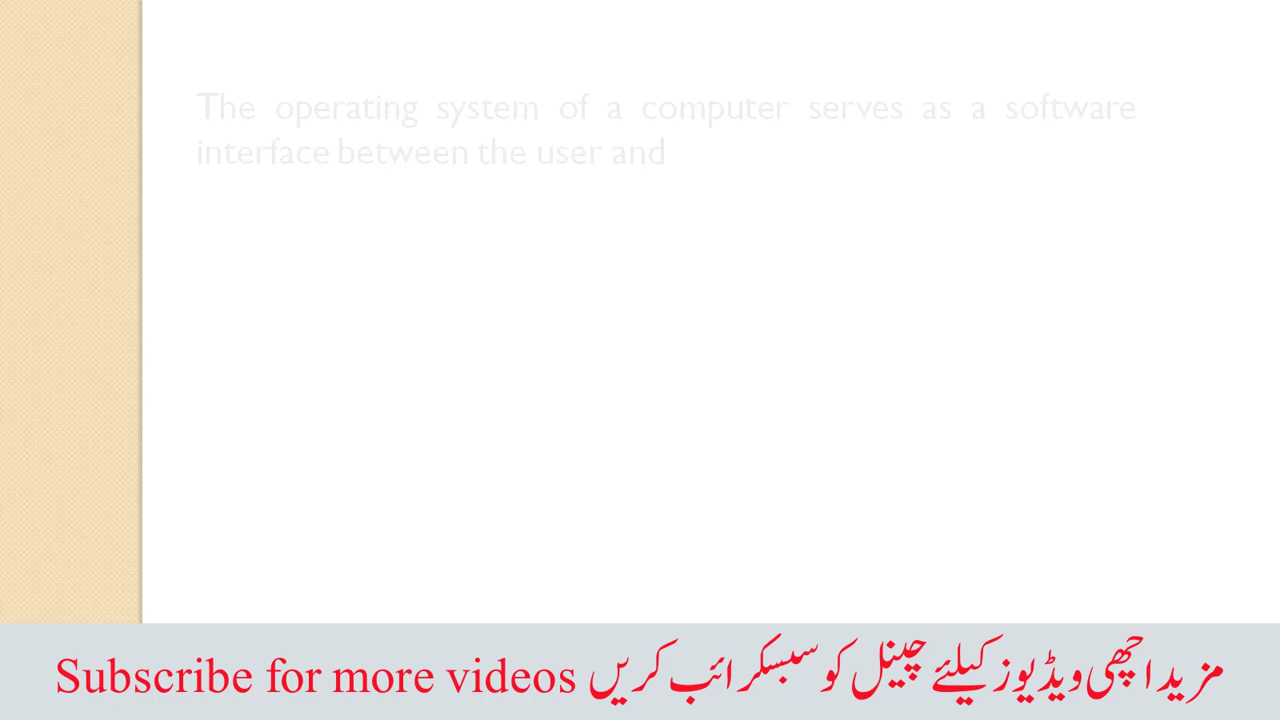 The operating system of a computer serves as a software
interface between the user and
Subscribe for more videos مزید اچھی ویڈیوز کیلئے چینل کو سبسکرائب کریں